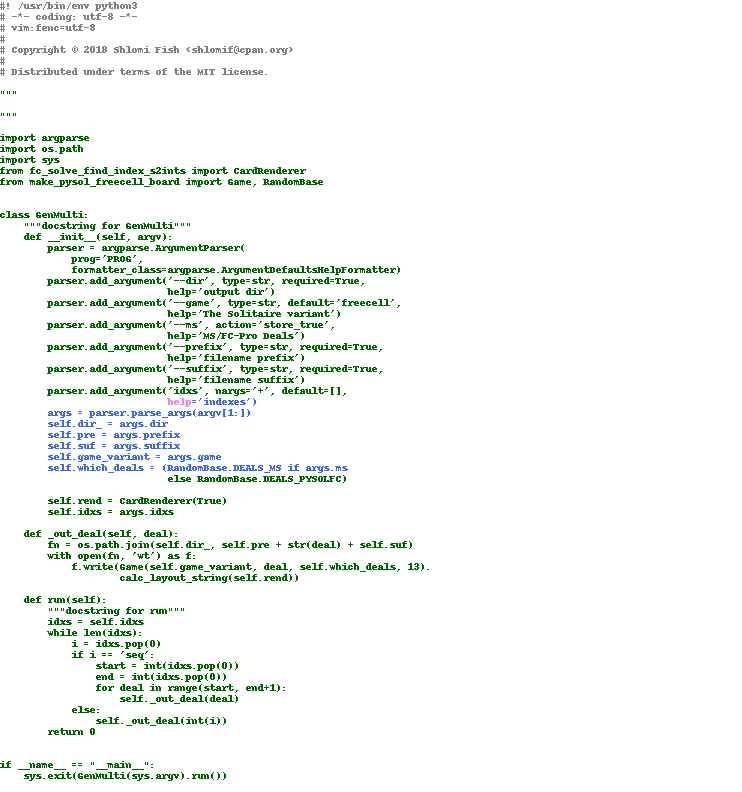 #! /usr/bin/env python3
# -*- coding: utf-8 -*-
# vim:fenc=utf-8
#
# Copyright © 2018 Shlomi Fish <shlomif@cpan.org>
#
# Distributed under terms of the MIT license.

"""

"""

import argparse
import os.path
import sys
from fc_solve_find_index_s2ints import CardRenderer
from make_pysol_freecell_board import Game, RandomBase


class GenMulti:
    """docstring for GenMulti"""
    def __init__(self, argv):
        parser = argparse.ArgumentParser(
            prog='PROG',
            formatter_class=argparse.ArgumentDefaultsHelpFormatter)
        parser.add_argument('--dir', type=str, required=True,
                            help='output dir')
        parser.add_argument('--game', type=str, default='freecell',
                            help='The Solitaire variant')
        parser.add_argument('--ms', action='store_true',
                            help='MS/FC-Pro Deals')
        parser.add_argument('--prefix', type=str, required=True,
                            help='filename prefix')
        parser.add_argument('--suffix', type=str, required=True,
                            help='filename suffix')
        parser.add_argument('idxs', nargs='+', default=[],
                            help='indexes')
        args = parser.parse_args(argv[1:])
        self.dir_ = args.dir
        self.pre = args.prefix
        self.suf = args.suffix
        self.game_variant = args.game
        self.which_deals = (RandomBase.DEALS_MS if args.ms
                            else RandomBase.DEALS_PYSOLFC)

        self.rend = CardRenderer(True)
        self.idxs = args.idxs

    def _out_deal(self, deal):
        fn = os.path.join(self.dir_, self.pre + str(deal) + self.suf)
        with open(fn, 'wt') as f:
            f.write(Game(self.game_variant, deal, self.which_deals, 13).
                    calc_layout_string(self.rend))

    def run(self):
        """docstring for run"""
        idxs = self.idxs
        while len(idxs):
            i = idxs.pop(0)
            if i == 'seq':
                start = int(idxs.pop(0))
                end = int(idxs.pop(0))
                for deal in range(start, end+1):
                    self._out_deal(deal)
            else:
                self._out_deal(int(i))
        return 0


if __name__ == "__main__":
    sys.exit(GenMulti(sys.argv).run())